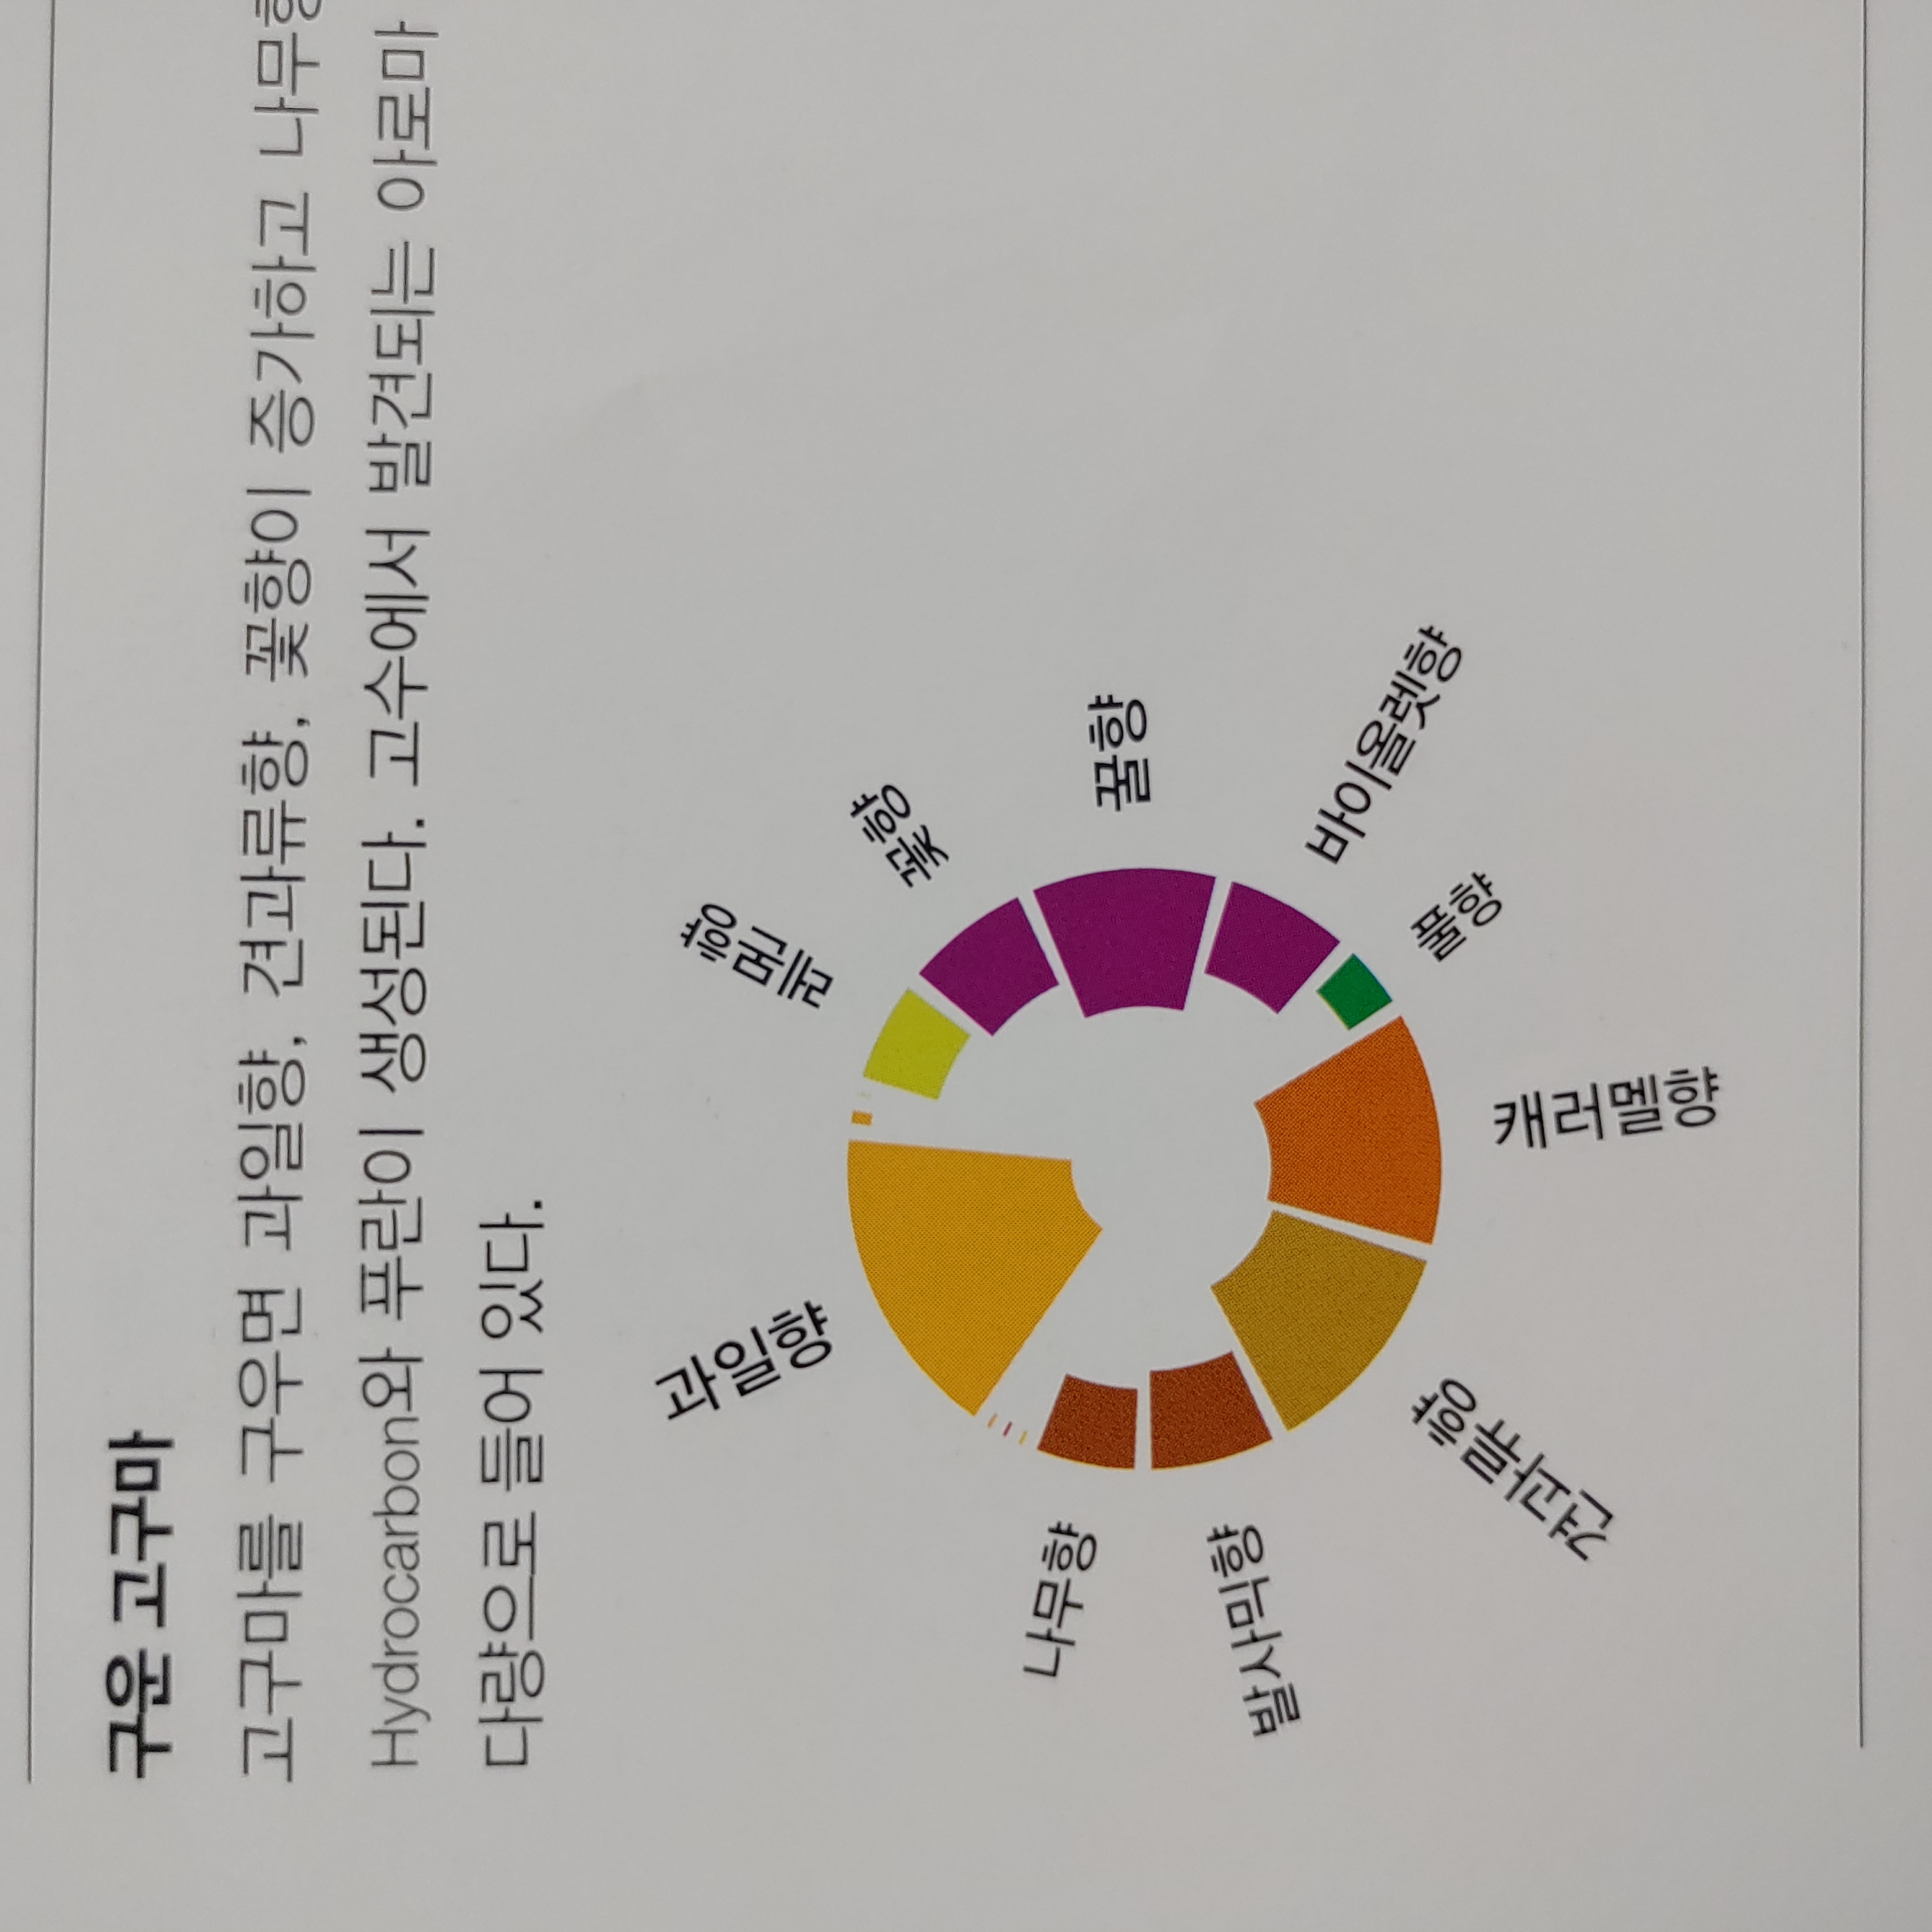 구운 고구마
고구마를 구우면 과일향, 견과류향, 꽃향이 증가하고
Hydrocarbon와 푸란이 생성된다. 고수에서 발견되는 아로마
다량으로 들어 있다.
과일향
레몬향
꽃향
꿀향
바이올렛향
풀향
캐러멜향
견과류향
발사믹향
나무향